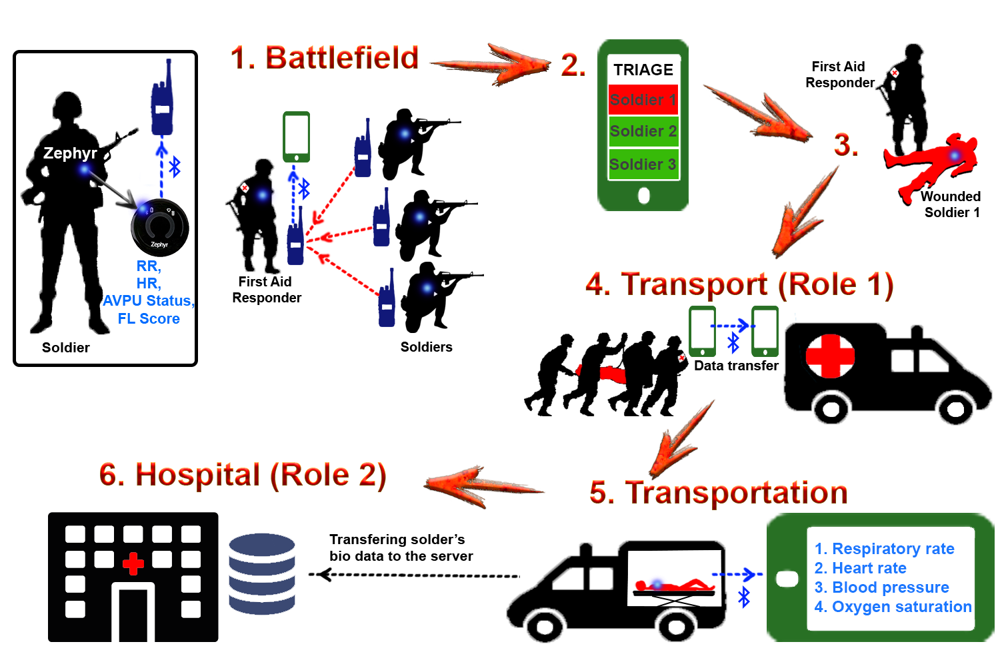 Zephyr
Zephyr
RR,
HR,
AVPU Status,
FL Score
Soldier
1. Battlefield
First Aid
Responder
Soldiers
2.
TRIAGE
Soldier 1
Soldier 2
Soldier 3
3.
First Aid
Responder
Wounded
Soldier 1
4. Transport (Role 1)
Data transfer
5. Transportation
1. Respiratory rate
2. Heart rate
3. Blood pressure
4. Oxygen saturation
6. Hospital (Role 2)
Transfering solder's
bio data to the server